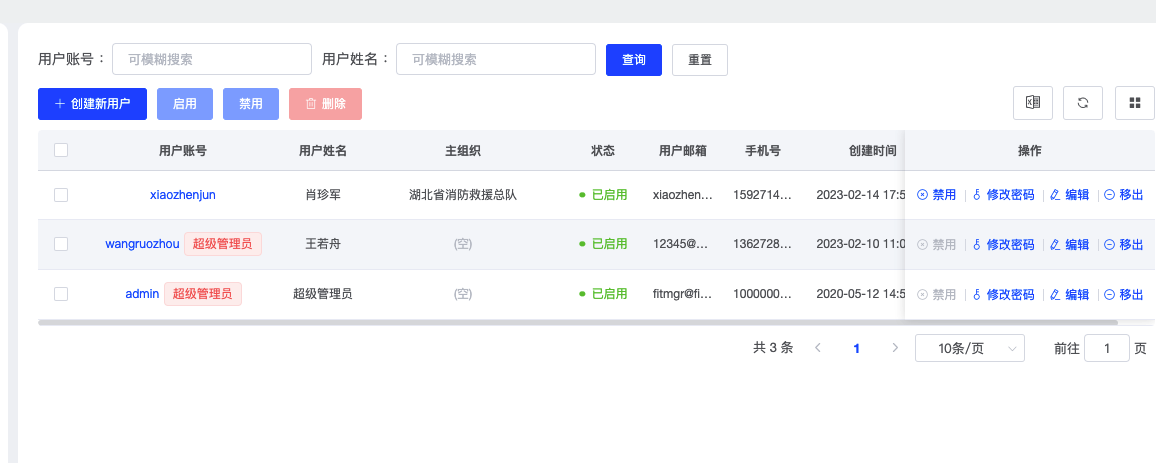 用户账号： 可模糊搜索 用户姓名： 可模糊搜索 查询 重置
创建新用户 启用 禁用 删除
用户账号 用户姓名 主组织 状态 用户邮箱 手机号 创建时间 操作
xiaozhenjun 肖珍军 湖北省消防救援总队 已启用 xiaozhen... 1592714... 2023-02-14 17:5 禁用 修改密码 编辑 移出
wangruozhou 超级管理员 王若舟 (空) 已启用 12345@... 1362728... 2023-02-10 11:0 禁用 修改密码 编辑 移出
admin 超级管理员 超级管理员 (空) 已启用 fitmgr@fi... 1000000... 2020-05-12 14:5 禁用 修改密码 编辑 移出
共 3 条 1 10条/页 前往 1 页